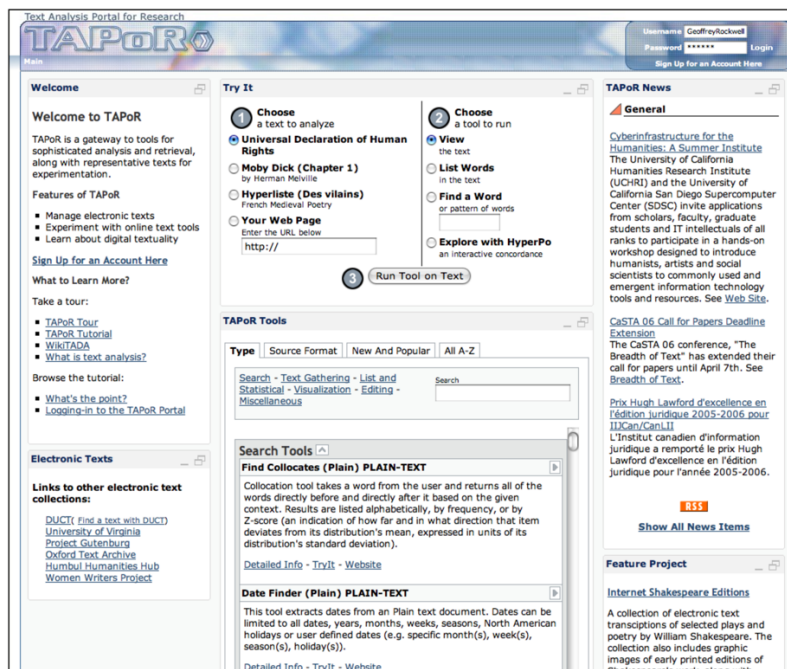 Text Analysis Portal for Research
TAPoR
Main
Username GeoffreyRockwell
Password ****** Login
Sign Up for an Account Here
Welcome
Welcome to TAPoR
TAPoR is a gateway to tools for
sophisticated analysis and retrieval,
along with representative texts for
experimentation.
Features of TAPoR
Manage electronic texts
Experiment with online text tools
Learn about digital textuality
Sign Up for an Account Here
What to Learn More?
Take a tour:
TAPoR Tour
TAPoR Tutorial
WikiTADA
What is text analysis?
Browse the tutorial:
What's the point?
Logging-in to the TAPoR Portal
Electronic Texts
Links to other electronic text
collections:
DUCT( Find a text with DUCT)
University of Virginia
Project Gutenburg
Oxford Text Archive
Humbul Humanities Hub
Women Writers Project
Try It
1 Choose
a text to analyze
Universal Declaration of Human
Rights
Moby Dick (Chapter 1)
by Herman Melville
Hyperliste (Des vilains)
French Medieval Poetry
Your Web Page
Enter the URL below
http://
2 Choose
a tool to run
View
the text
List Words
in the text
Find a Word
or pattern of words
Explore with HyperPo
an interactive concordance
3 Run Tool on Text
TAPoR Tools
Type Source Format New And Popular All A-Z
Search - Text Gathering - List and
Statistical - Visualization - Editing -
Miscellaneous
Search
Search Tools
Find Collocates (Plain) PLAIN-TEXT
Collocation tool takes a word from the user and returns all of the
words directly before and directly after it based on the given
context. Results are listed alphabetically, by frequency, or by
Z-score (an indication of how far and in what direction that item
deviates from its distribution's mean, expressed in units of its
distribution's standard deviation).
Detailed Info - TryIt - Website
Date Finder (Plain) PLAIN-TEXT
This tool extracts dates from an Plain text document. Dates can be
limited to all dates, years, months, weeks, seasons, North American
holidays or user defined dates (e.g. specific month(s), week(s),
season(s), holiday(s)).
Detailed Info - TryIt - Website
TAPoR News
General
Cyberinfrastructure for the
Humanities: A Summer Institute
The University of California
Humanities Research Institute
(UCHRI) and the University of
California San Diego Supercomputer
Center (SDSC) invite applications
from scholars, faculty, graduate
students and IT intellectuals of all
ranks to participate in a hands-on
workshop designed to introduce
humanists, artists and social
scientists to commonly used and
emergent information technology
tools and resources. See Web Site.
CaSTA 06 Call for Papers Deadline
Extension
The CaSTA 06 conference, "The
Breadth of Text" has extended their
call for papers until April 7th. See
Breadth of Text.
Prix Hugh Lawford d'excellence en
l'édition juridique 2005-2006 pour
IIJCan/CanLII
L'Institut canadien d'information
juridique a remporté le prix Hugh
Lawford d'excellence en l'édition
juridique pour l'année 2005-2006.
RSS
Show All News Items
Feature Project
Internet Shakespeare Editions
A collection of electronic text
transciptions of selected plays and
poetry by William Shakespeare. The
collection also includes graphic
images of early printed editions of